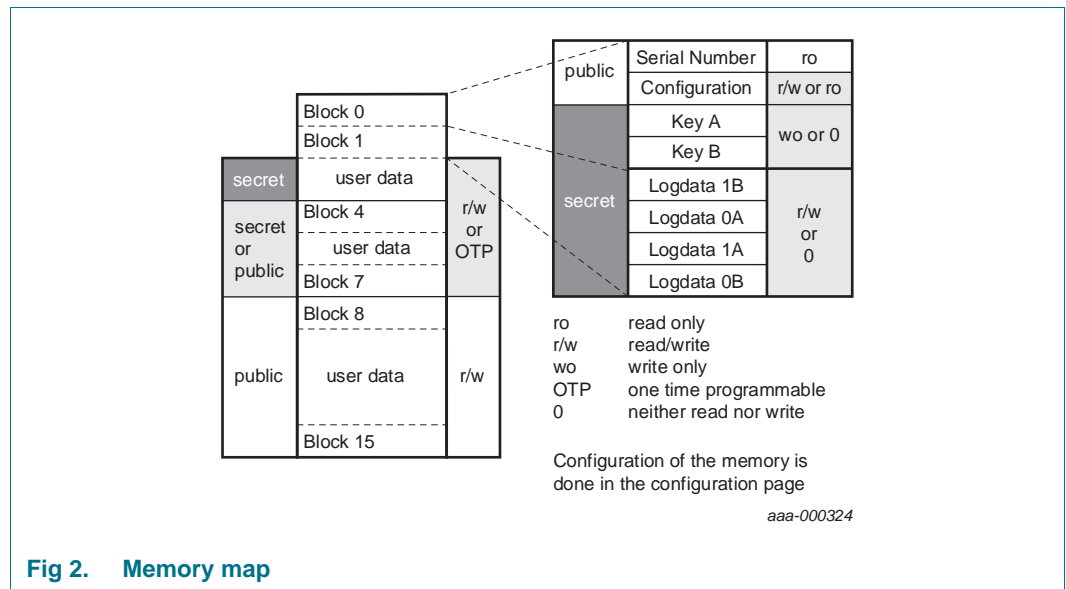 Block 0
Block 1
secret
user data
r/w
or
OTP
secret
or
public
Block 4
user data
Block 7
public
Block 8
user data
Block 15
r/w
public
Serial Number
ro
Configuration
r/w or ro
secret
Key A
Key B
wo or 0
Logdata 1B
Logdata 0A
Logdata 1A
Logdata 0B
r/w
or
0
ro read only
r/w read/write
wo write only
OTP one time programmable
0 neither read nor write
Configuration of the memory is
done in the configuration page
aaa-000324
Fig 2. Memory map